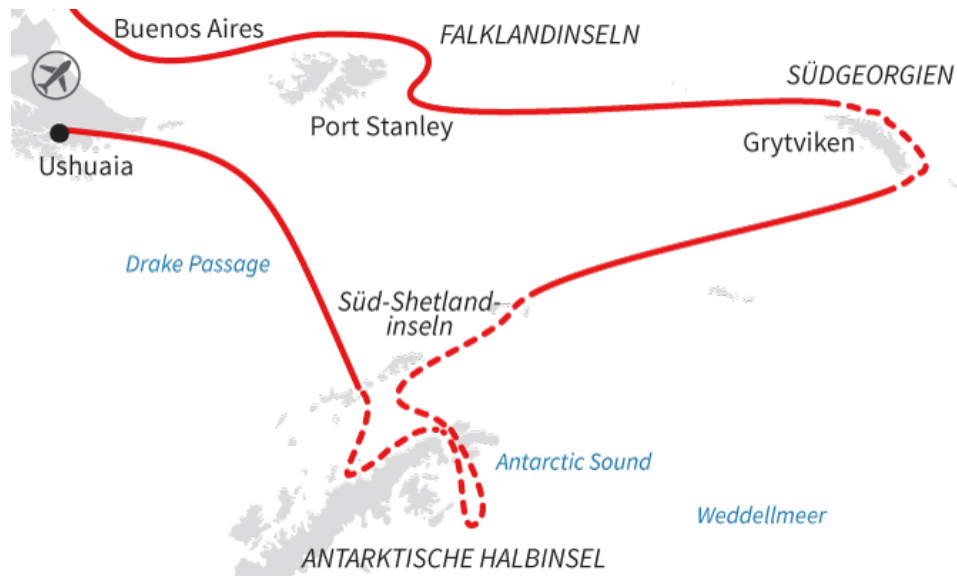 Buenos Aires
FALKLANDINSELN
SÜDGEORGIEN
Port Stanley
Grytviken
Ushuaia
Drake Passage
Süd-Shetland-
inseln
Antarctic Sound
Weddellmeer
ANTARKTISCHE HALBINSEL